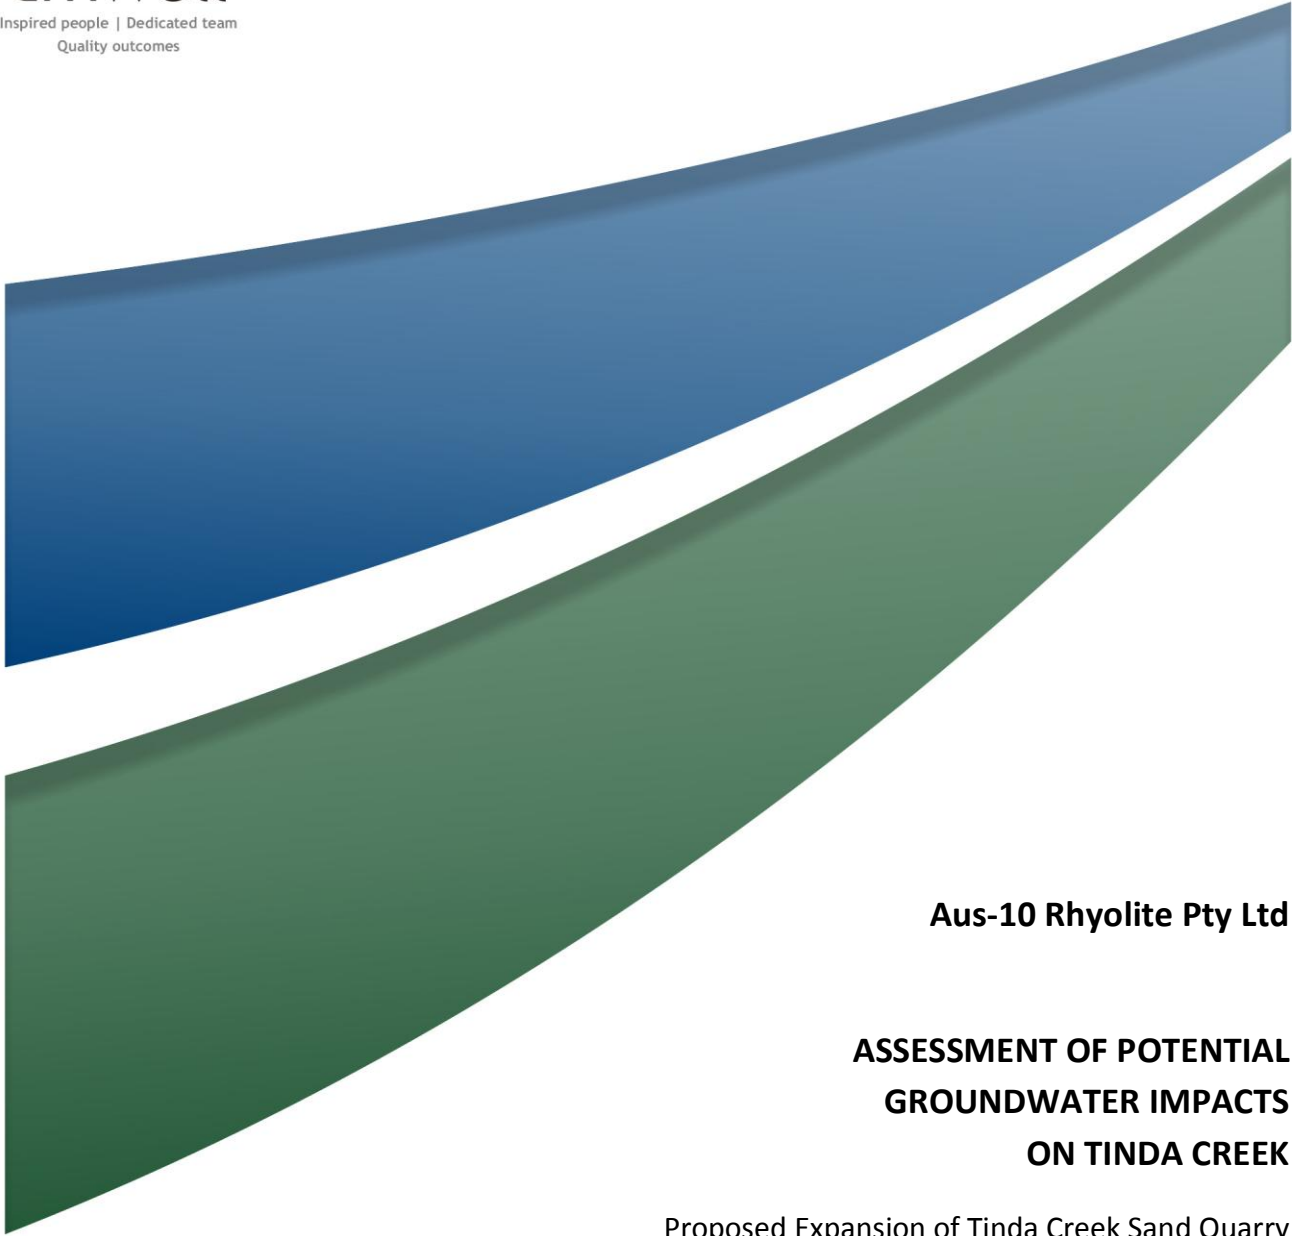 Inspired people | Dedicated team
Quality outcomes
Aus-10 Rhyolite Pty Ltd
ASSESSMENT OF POTENTIAL
GROUNDWATER IMPACTS
ON TINDA CREEK
Proposed Expansion of Tinda Creek Sand Quarry